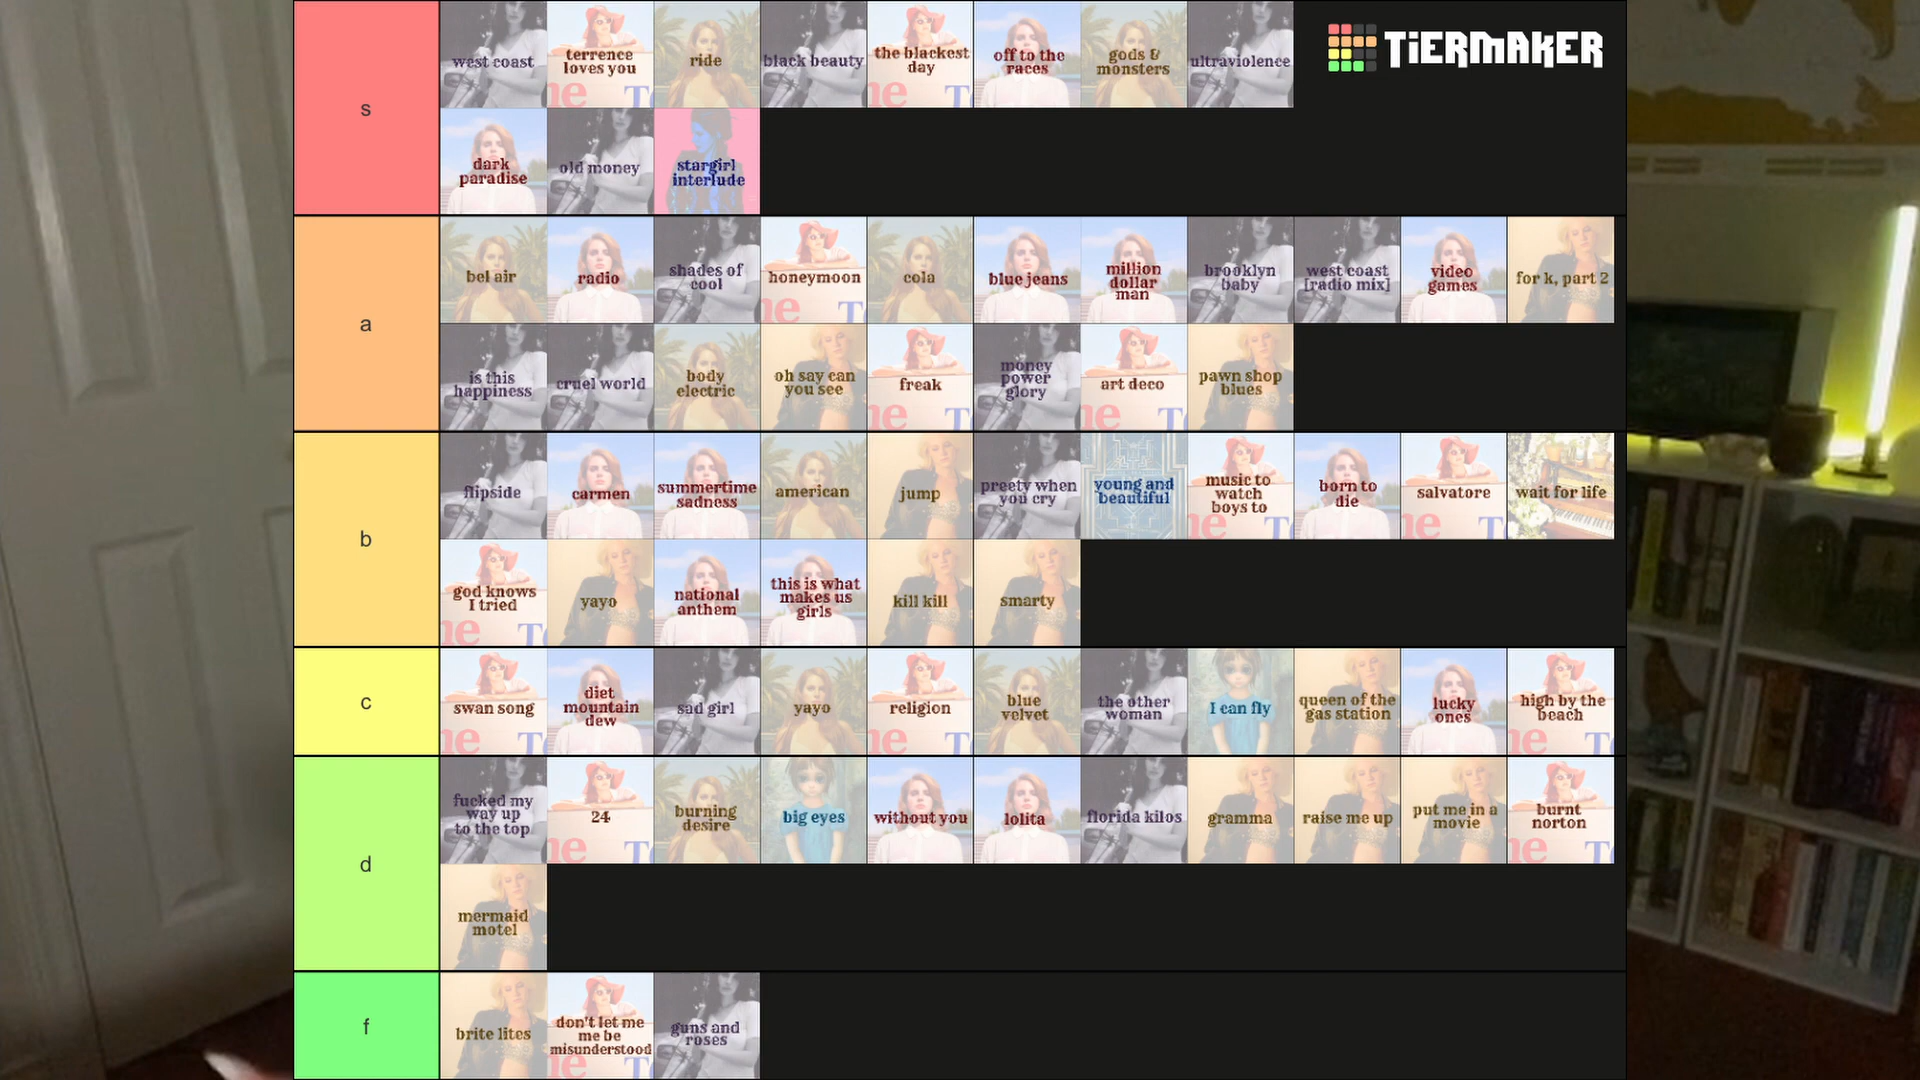 s
west coast
terrence
loves you
ride
black beauty
the blackest
day
off to the
races
gods &
monsters
ultraviolence
TiERMAKER
dark
paradise
old money
stargirl
interlude
a
bel air
radio
shades of
cool
honeymoon
cola
blue jeans
million
dollar
man
brooklyn
baby
west coast
[radio mix]
video
games
for k, part 2
is this
happiness
cruel world
body
electric
oh say can
you see
freak
money
power
glory
art deco
pawn shop
blues
b
flipside
carmen
summertime
sadness
american
jump
preety when
you cry
young and
beautiful
music to
watch
boys to
born to
die
salvatore
wait for life
god knows
I tried
yayo
national
anthem
this is what
makes us
girls
kill kill
smarty
c
swan song
diet
mountain
dew
sad girl
yayo
religion
blue
velvet
the other
woman
I can fly
queen of the
gas station
lucky
ones
high by the
beach
d
fucked my
way up
to the top
24
burning
desire
big eyes
without you
lolita
florida kilos
gramma
raise me up
put me in a
movie
burnt
norton
mermaid
motel
f
brite lites
don't let me
me be
misunderstood
guns and
roses